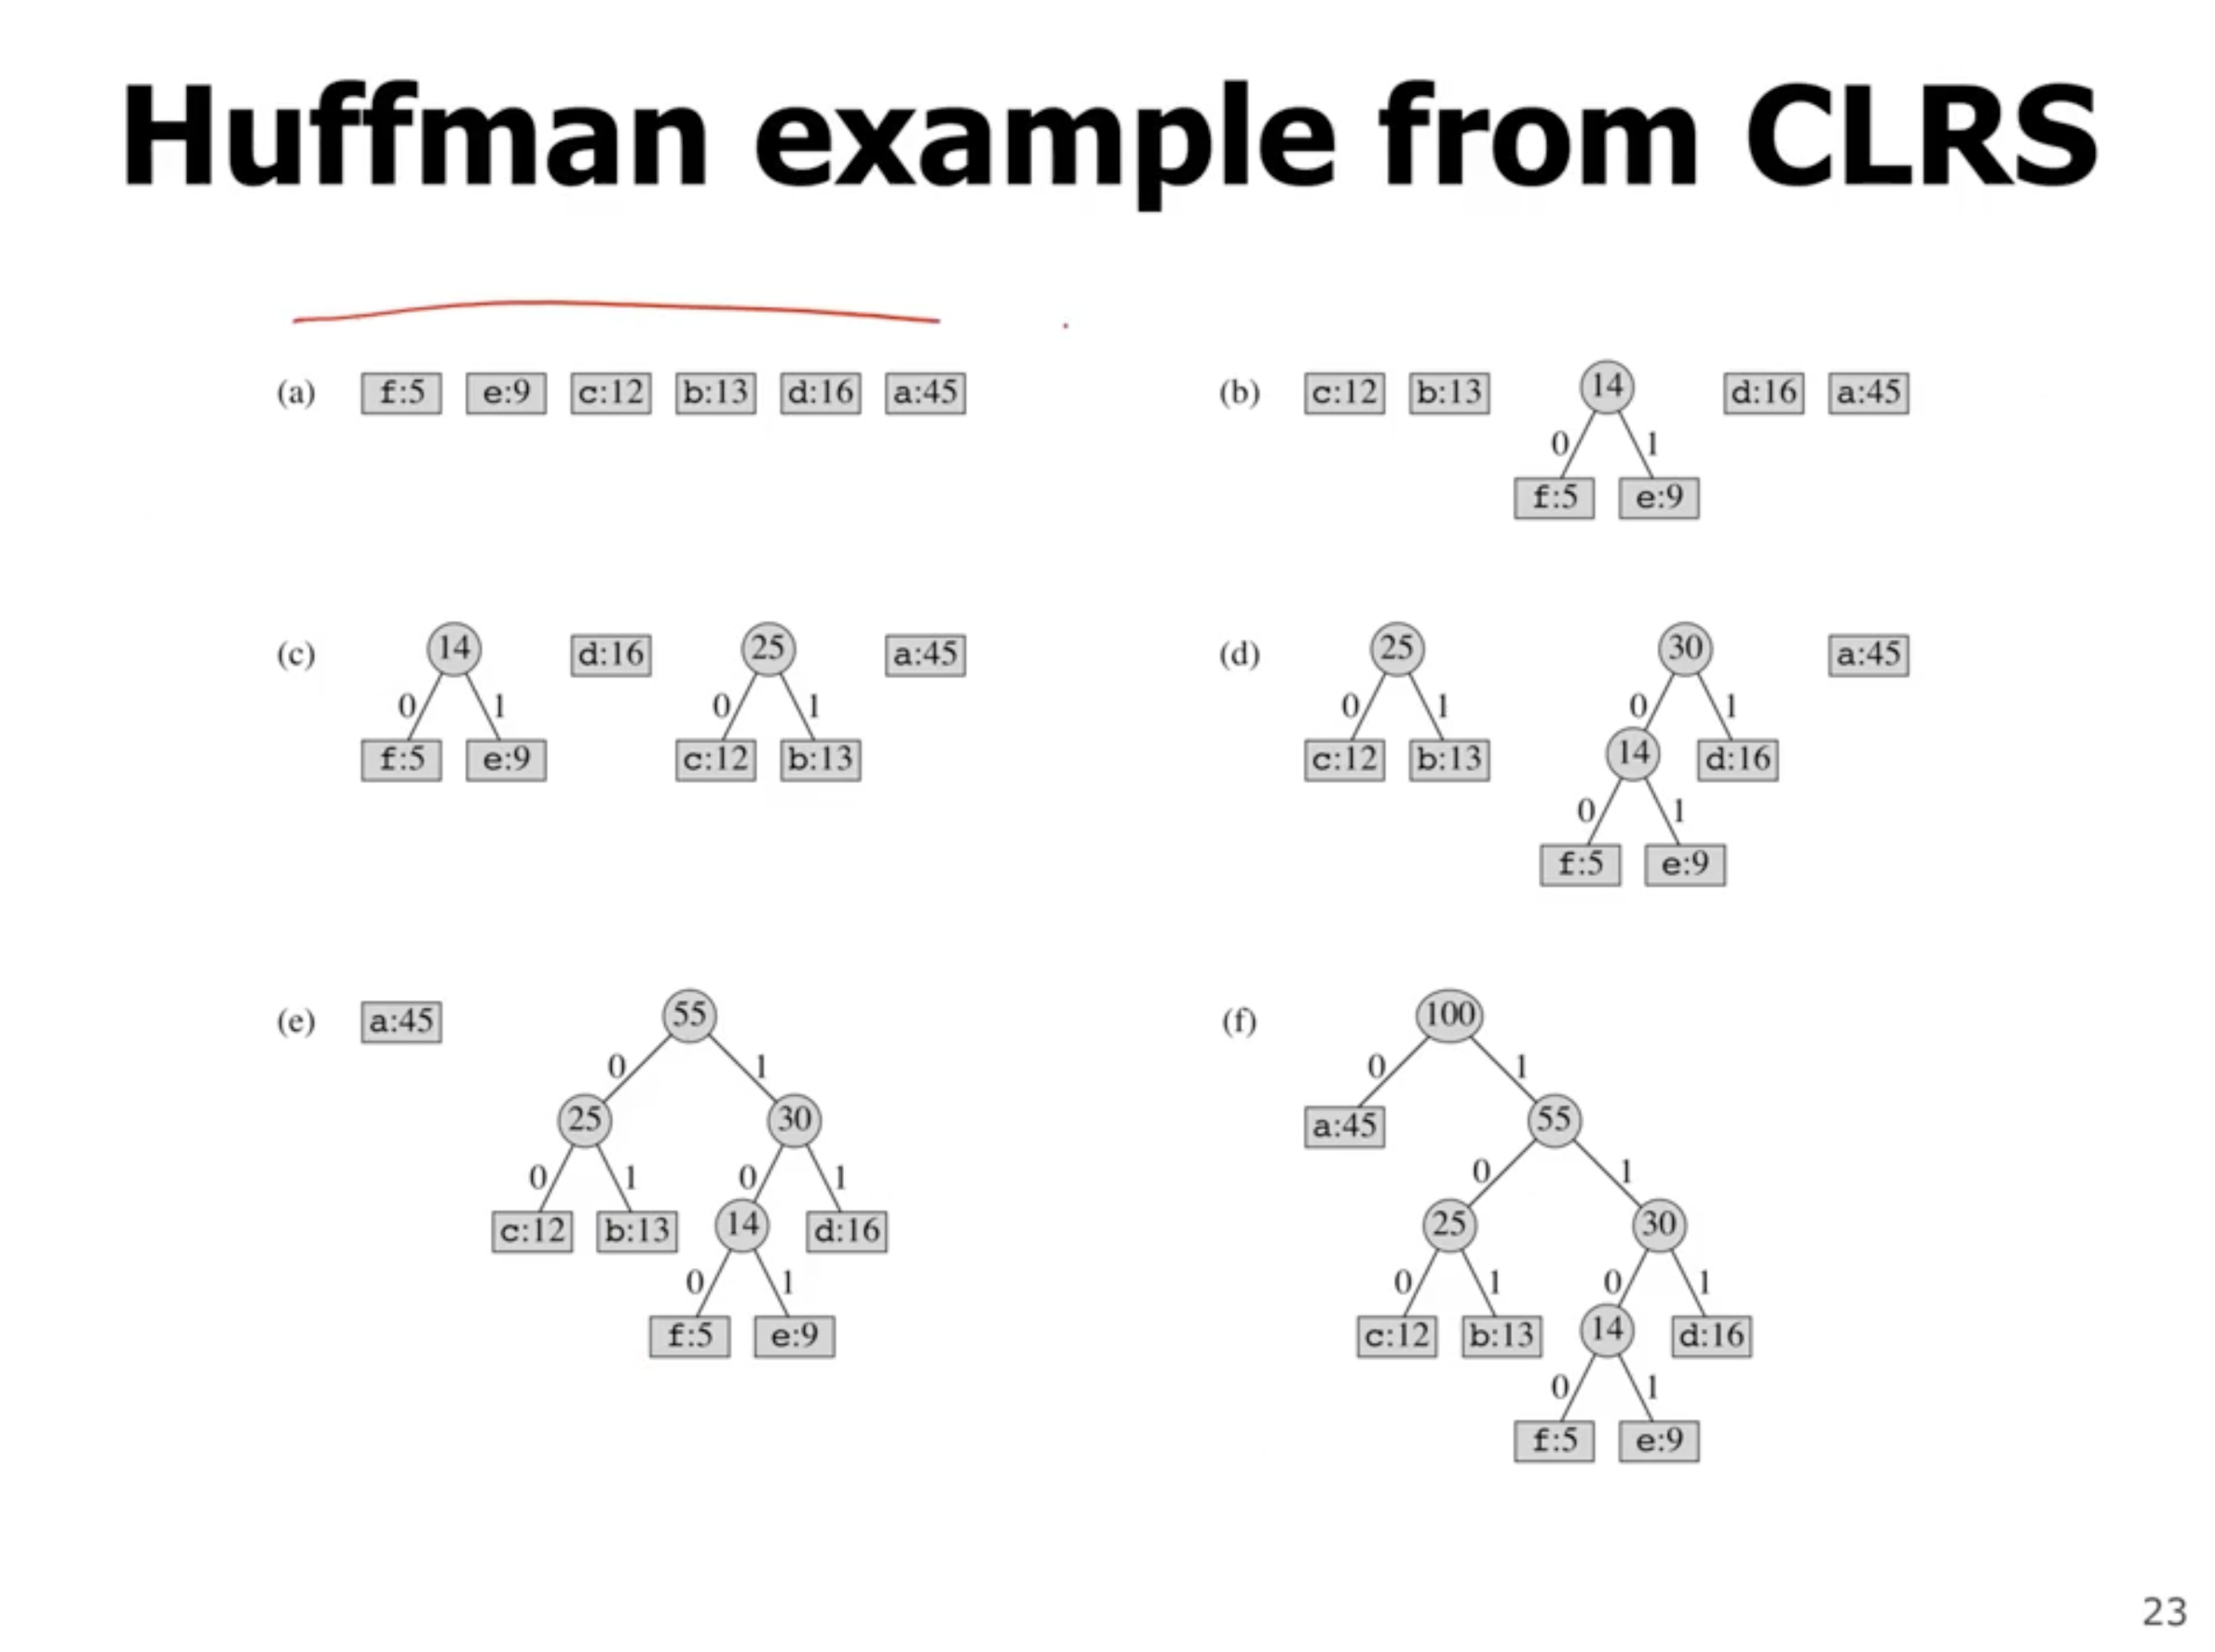 Huffman example from CLRS
(a) f:5 e:9 c:12 b:13 d:16 a:45
(b) c:12 b:13 14 d:16 a:45
0 1
f:5 e:9
(c) 14 d:16 25 a:45
0 1 0 1
f:5 e:9 c:12 b:13
(d) 25 30 a:45
0 1 0 1
c:12 b:13 14 d:16
0 1
f:5 e:9
(e) a:45 55
0 1
25 30
0 1 0 1
c:12 b:13 14 d:16
0 1
f:5 e:9
(f) 100
0 1
a:45 55
0 1
25 30
0 1 0 1
c:12 b:13 14 d:16
0 1
f:5 e:9
23